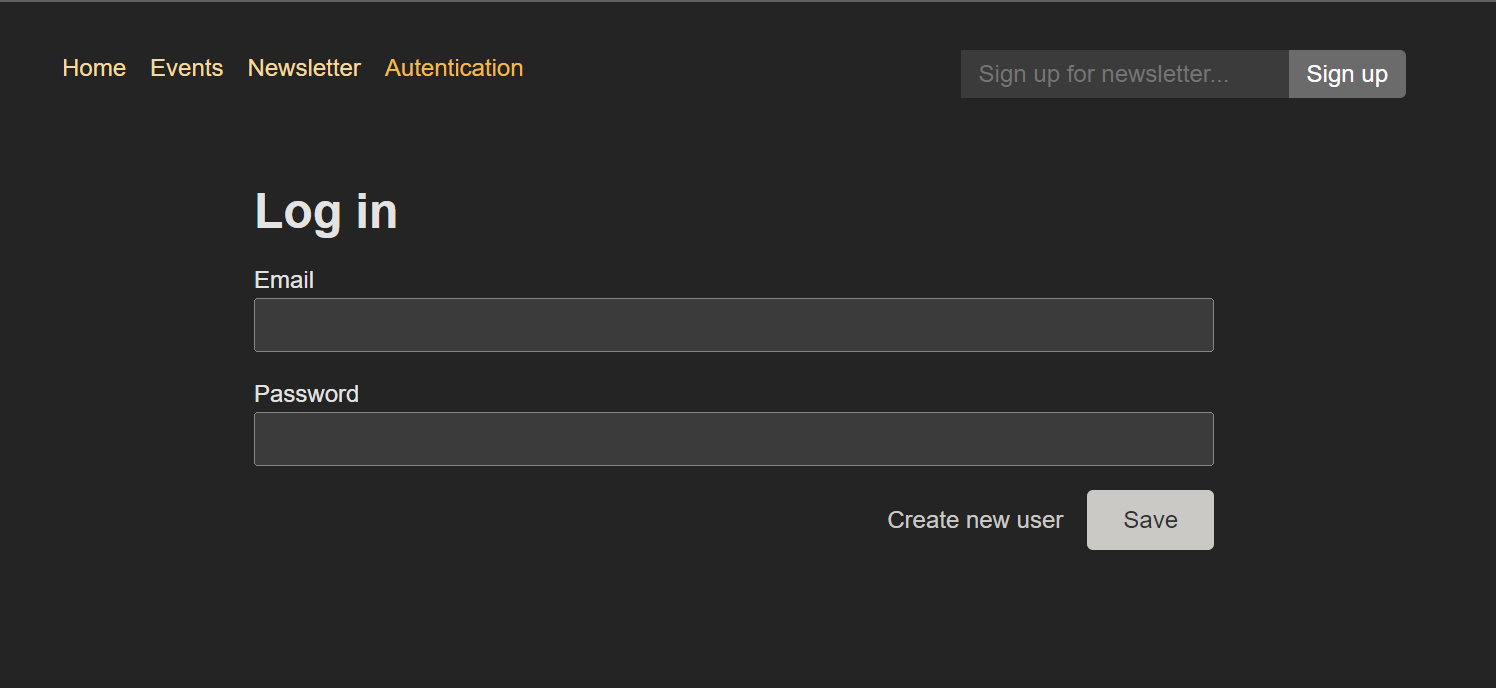 Home Events Newsletter Autentication
Sign up for newsletter... Sign up
Log in
Email
Password
Create new user Save